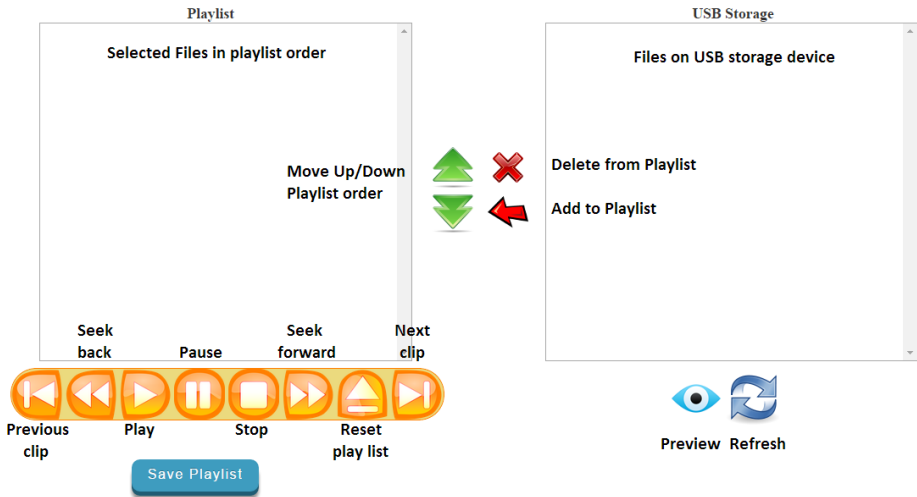 Playlist
USB Storage
Selected Files in playlist order
Files on USB storage device
Move Up/Down
Playlist order
Delete from Playlist
Add to Playlist
Seek
back
Pause
Seek
forward
Next
clip
Previous
clip
Play
Stop
Reset
play list
Preview
Refresh
Save Playlist